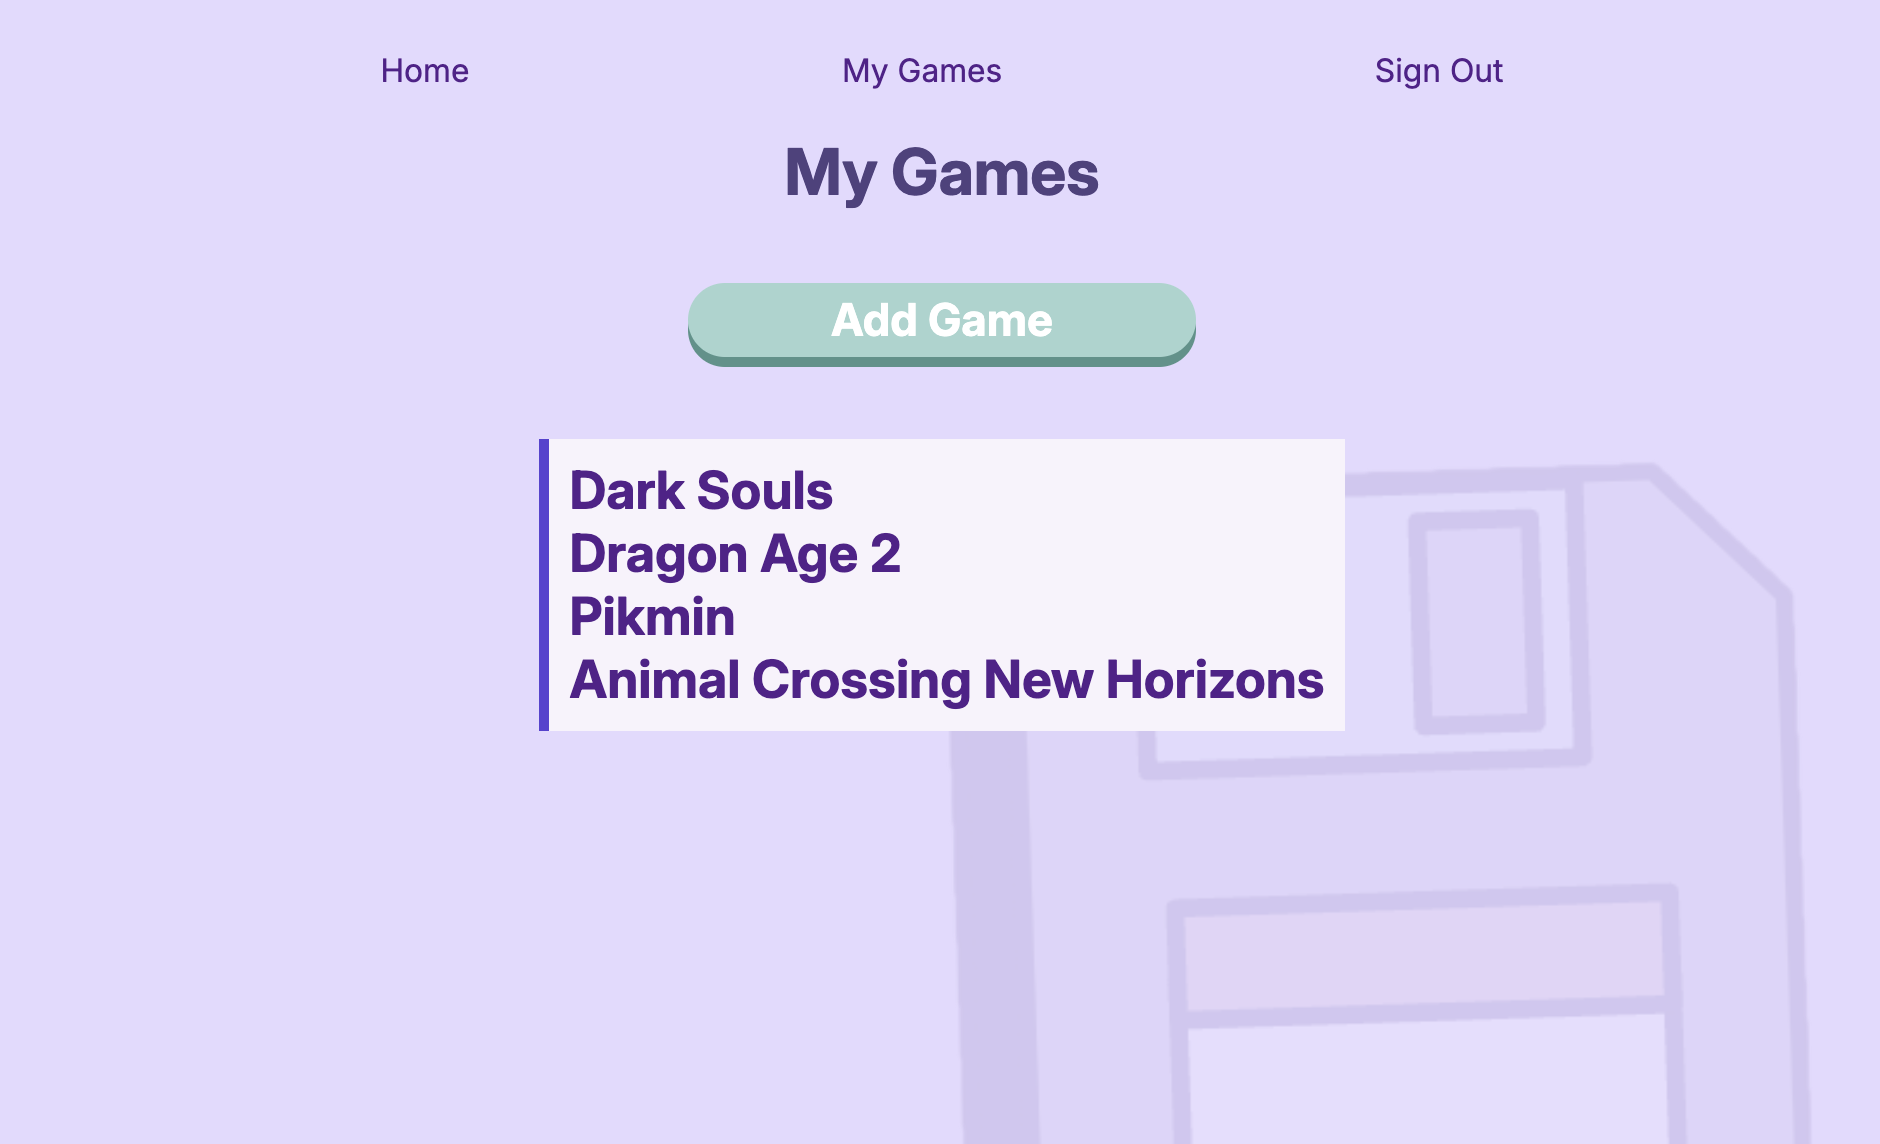 Home
My Games
Sign Out
My Games
Add Game
Dark Souls
Dragon Age 2
Pikmin
Animal Crossing New Horizons